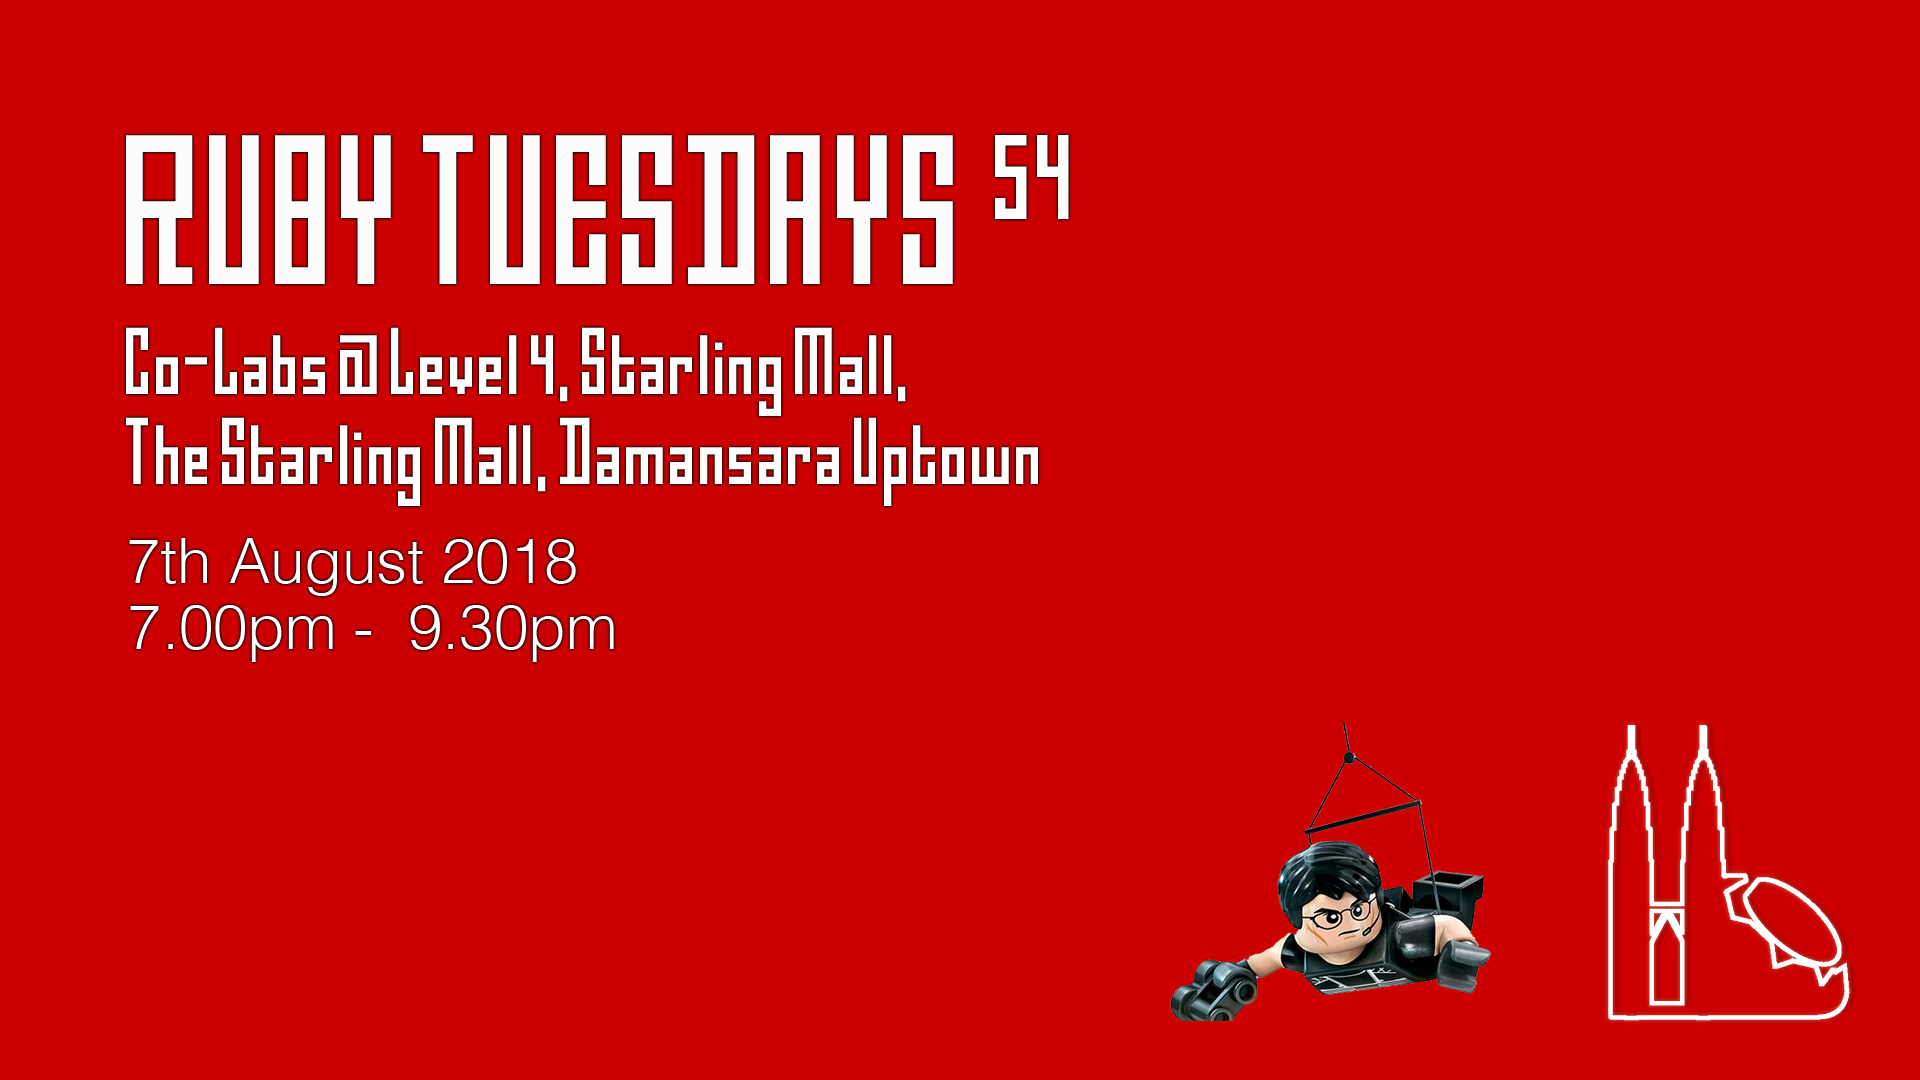 RUBY TUESDAYS 54
Co-Labs @ Level 4, Starling Mall,
The Starling Mall, Damansara Uptown
7th August 2018
7.00pm -  9.30pm